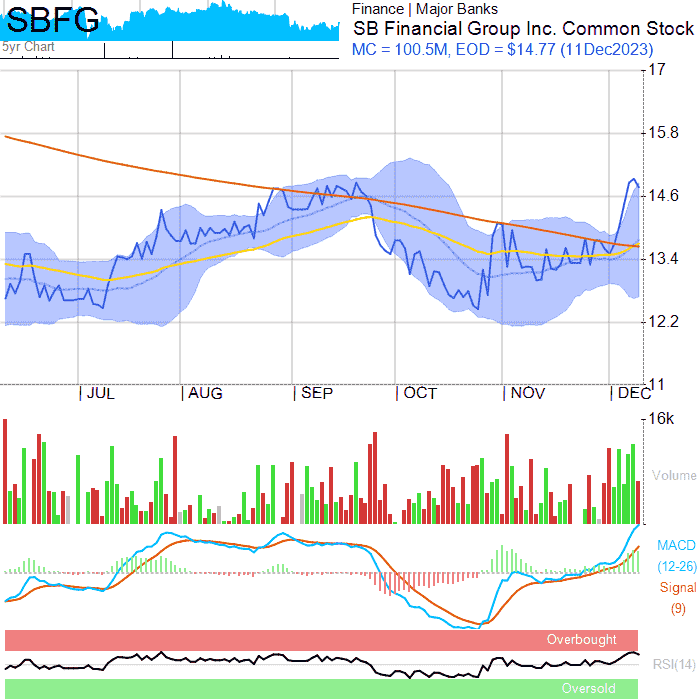 SBFG
5yr Chart
Finance | Major Banks
SB Financial Group Inc. Common Stock
MC = 100.5M, EOD = $14.77 (11Dec2023)
17
15.8
14.6
13.4
12.2
11
JUL AUG SEP OCT NOV DEC
16k
Volume
MACD
(12-26)
Signal
(9)
Overbought
RSI(14)
Oversold